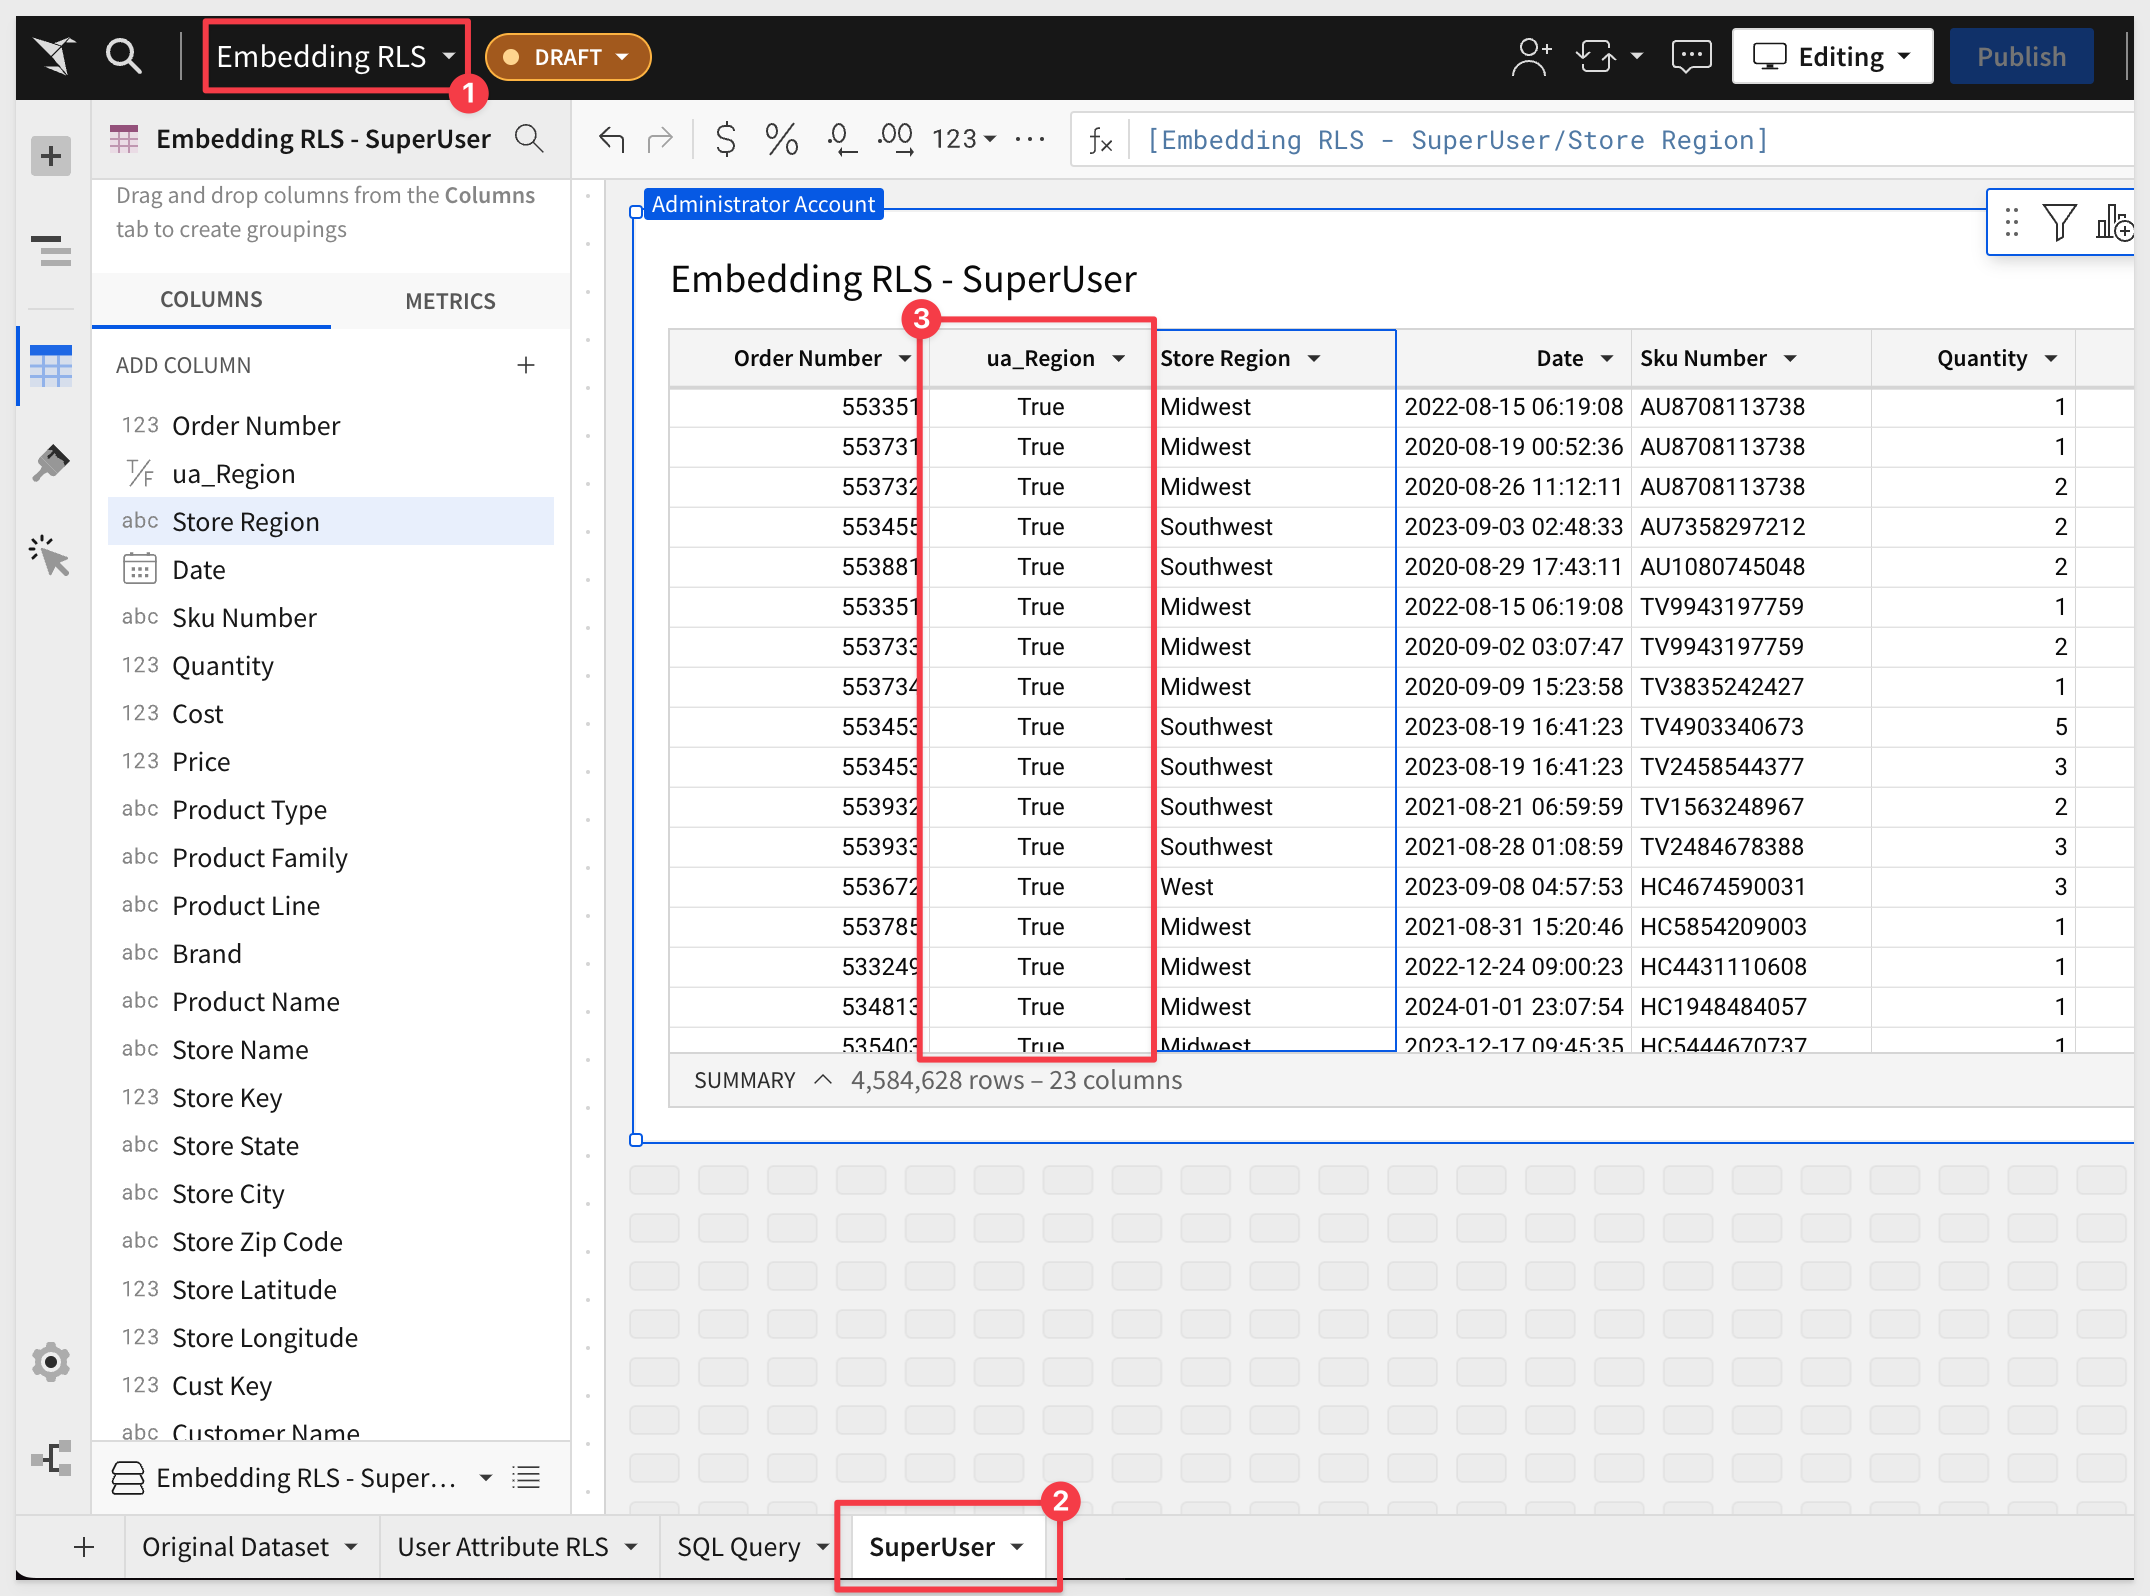 Embedding RLS
1
DRAFT
Editing
Publish
Embedding RLS - SuperUser
$ % .0 .00 123 ...
fx [Embedding RLS - SuperUser/Store Region]
Drag and drop columns from the Columns
tab to create groupings
COLUMNS METRICS
ADD COLUMN +
123 Order Number
T/F ua_Region
abc Store Region
Date
abc Sku Number
123 Quantity
123 Cost
123 Price
abc Product Type
abc Product Family
abc Product Line
abc Brand
abc Product Name
abc Store Name
123 Store Key
abc Store State
abc Store City
abc Store Zip Code
123 Store Latitude
123 Store Longitude
123 Cust Key
abc Customer Name
Embedding RLS - Super...
Administrator Account
Embedding RLS - SuperUser
3
Order Number ua_Region Store Region Date Sku Number Quantity
553351 True Midwest 2022-08-15 06:19:08 AU8708113738 1
553731 True Midwest 2020-08-19 00:52:36 AU8708113738 1
553732 True Midwest 2020-08-26 11:12:11 AU8708113738 2
553455 True Southwest 2023-09-03 02:48:33 AU7358297212 2
553881 True Southwest 2020-08-29 17:43:11 AU1080745048 2
553351 True Midwest 2022-08-15 06:19:08 TV9943197759 1
553733 True Midwest 2020-09-02 03:07:47 TV9943197759 2
553734 True Midwest 2020-09-09 15:23:58 TV3835242427 1
553453 True Southwest 2023-08-19 16:41:23 TV4903340673 5
553453 True Southwest 2023-08-19 16:41:23 TV2458544377 3
553932 True Southwest 2021-08-21 06:59:59 TV1563248967 2
553933 True Southwest 2021-08-28 01:08:59 TV2484678388 3
553672 True West 2023-09-08 04:57:53 HC4674590031 3
553785 True Midwest 2021-08-31 15:20:46 HC5854209003 1
533249 True Midwest 2022-12-24 09:00:23 HC4431110608 1
534813 True Midwest 2024-01-01 23:07:54 HC1948484057 1
535403 True Midwest 2023-12-17 09:45:35 HC5444670737 1
SUMMARY 4,584,628 rows – 23 columns
2
+ Original Dataset User Attribute RLS SQL Query SuperUser